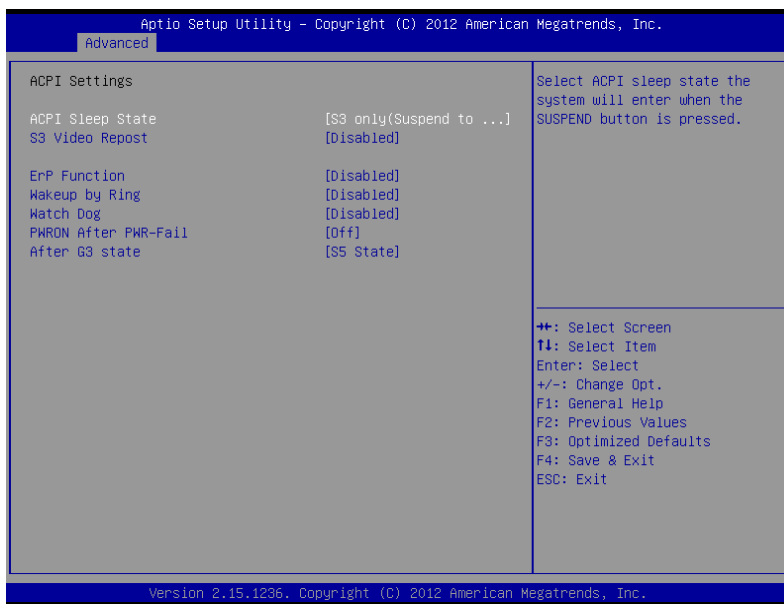 Aptio Setup Utility – Copyright (C) 2012 American Megatrends, Inc.
Advanced
ACPI Settings
ACPI Sleep State [S3 only(Suspend to ...]
S3 Video Repost [Disabled]
ErP Function [Disabled]
Wakeup by Ring [Disabled]
Watch Dog [Disabled]
PWRON After PWR-Fail [Off]
After G3 state [S5 State]
Select ACPI sleep state the
system will enter when the
SUSPEND button is pressed.
→←: Select Screen
↑↓: Select Item
Enter: Select
+/-: Change Opt.
F1: General Help
F2: Previous Values
F3: Optimized Defaults
F4: Save & Exit
ESC: Exit
Version 2.15.1236. Copyright (C) 2012 American Megatrends, Inc.